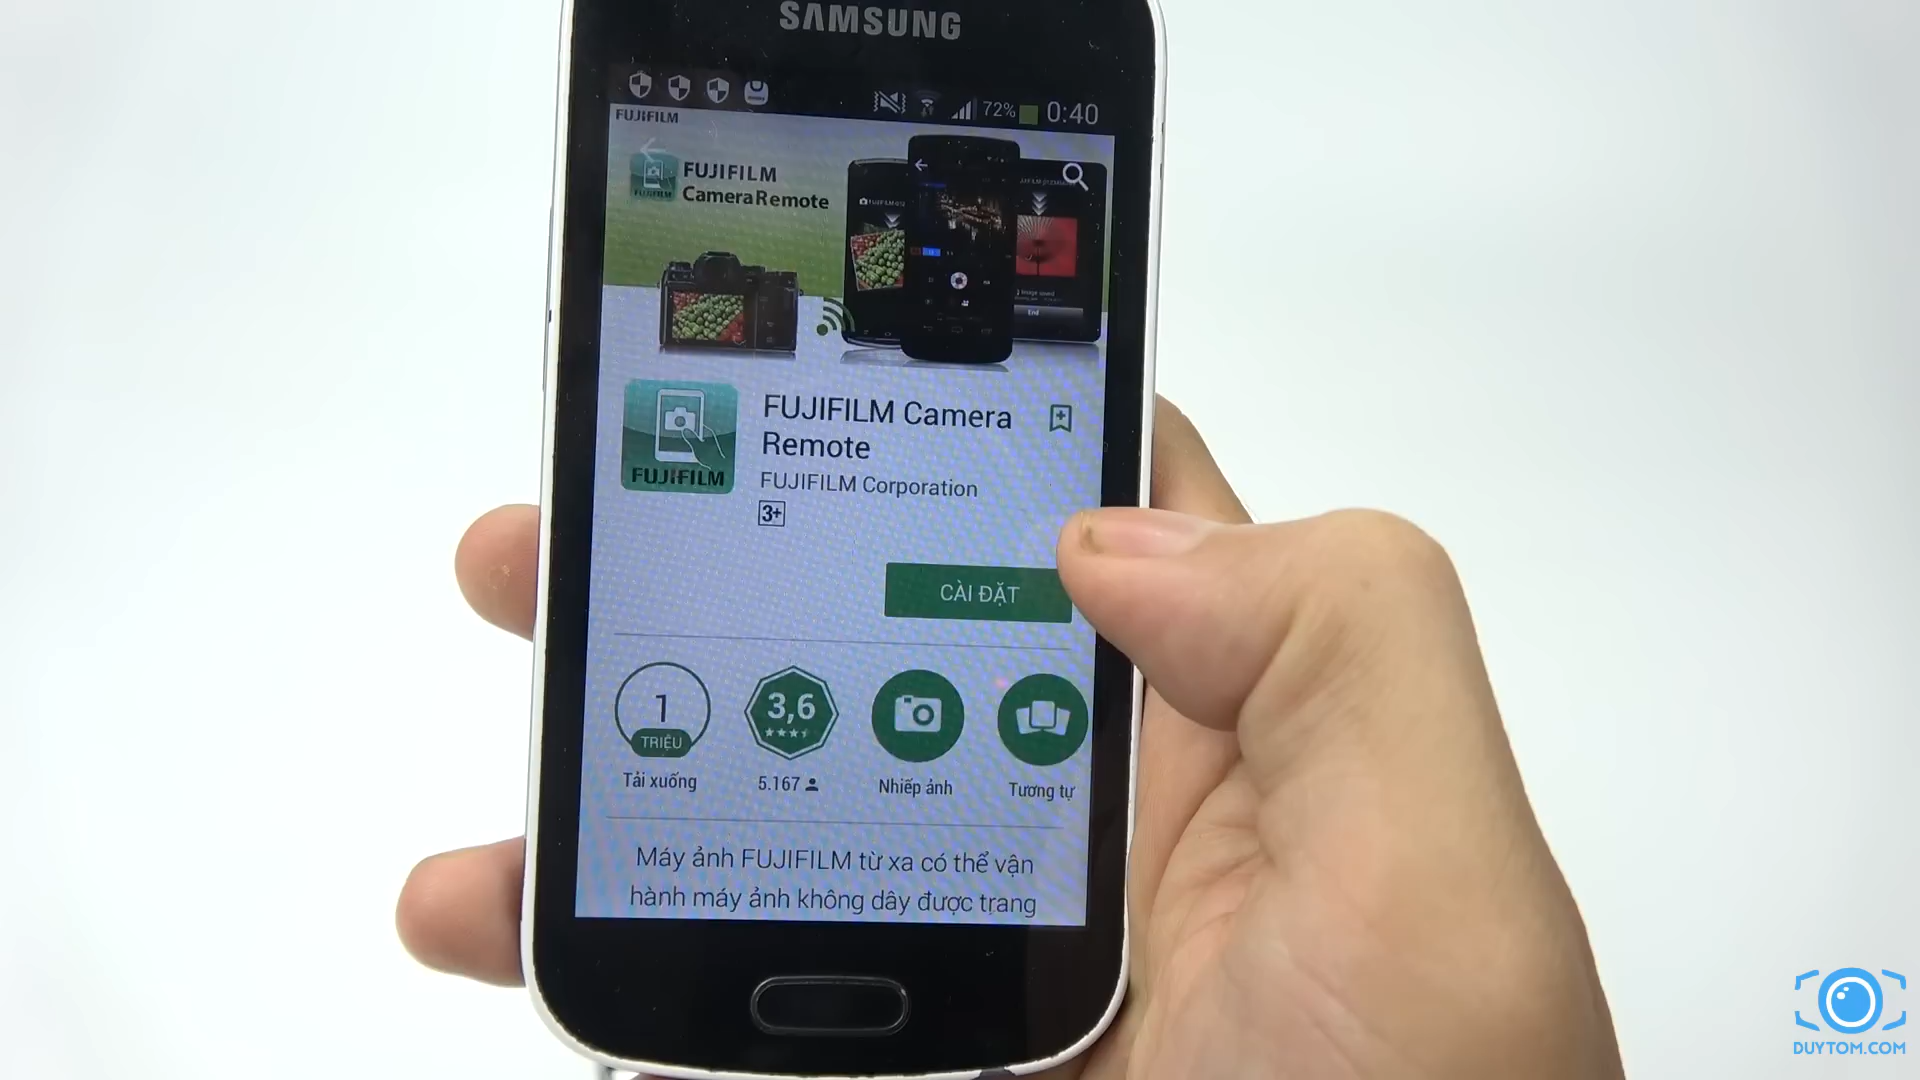 SAMSUNG
72% 0:40
FUJIFILM
FUJIFILM
Camera Remote
FUJIFILM
End
FUJIFILM Camera
Remote
FUJIFILM Corporation
3+
FUJIFILM
CÀI ĐẶT
1
TRIỆU
3,6
Tải xuống
5.167
Nhiếp ảnh
Tương tự
Máy ảnh FUJIFILM từ xa có thể vận
hành máy ảnh không dây được trang
DUYTOM.COM